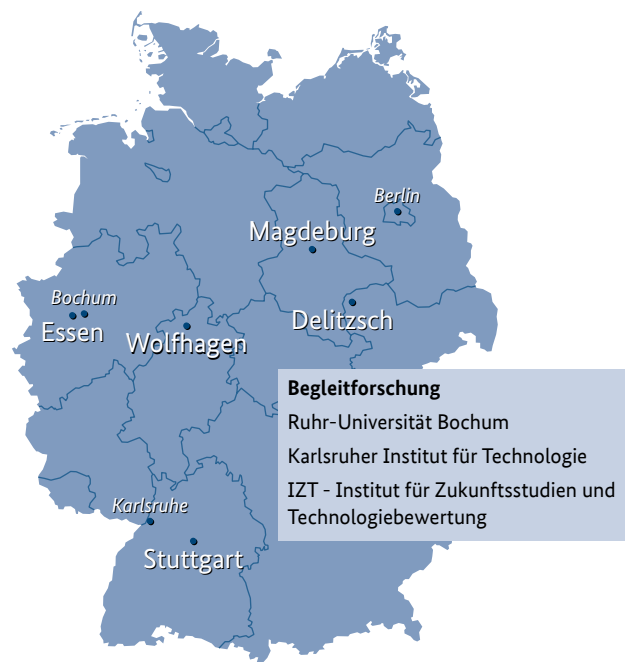 Berlin
Magdeburg
Bochum
Essen
Delitzsch
Wolfhagen
Begleitforschung
Ruhr-Universität Bochum
Karlsruher Institut für Technologie
IZT - Institut für Zukunftsstudien und
Technologiebewertung
Karlsruhe
Stuttgart